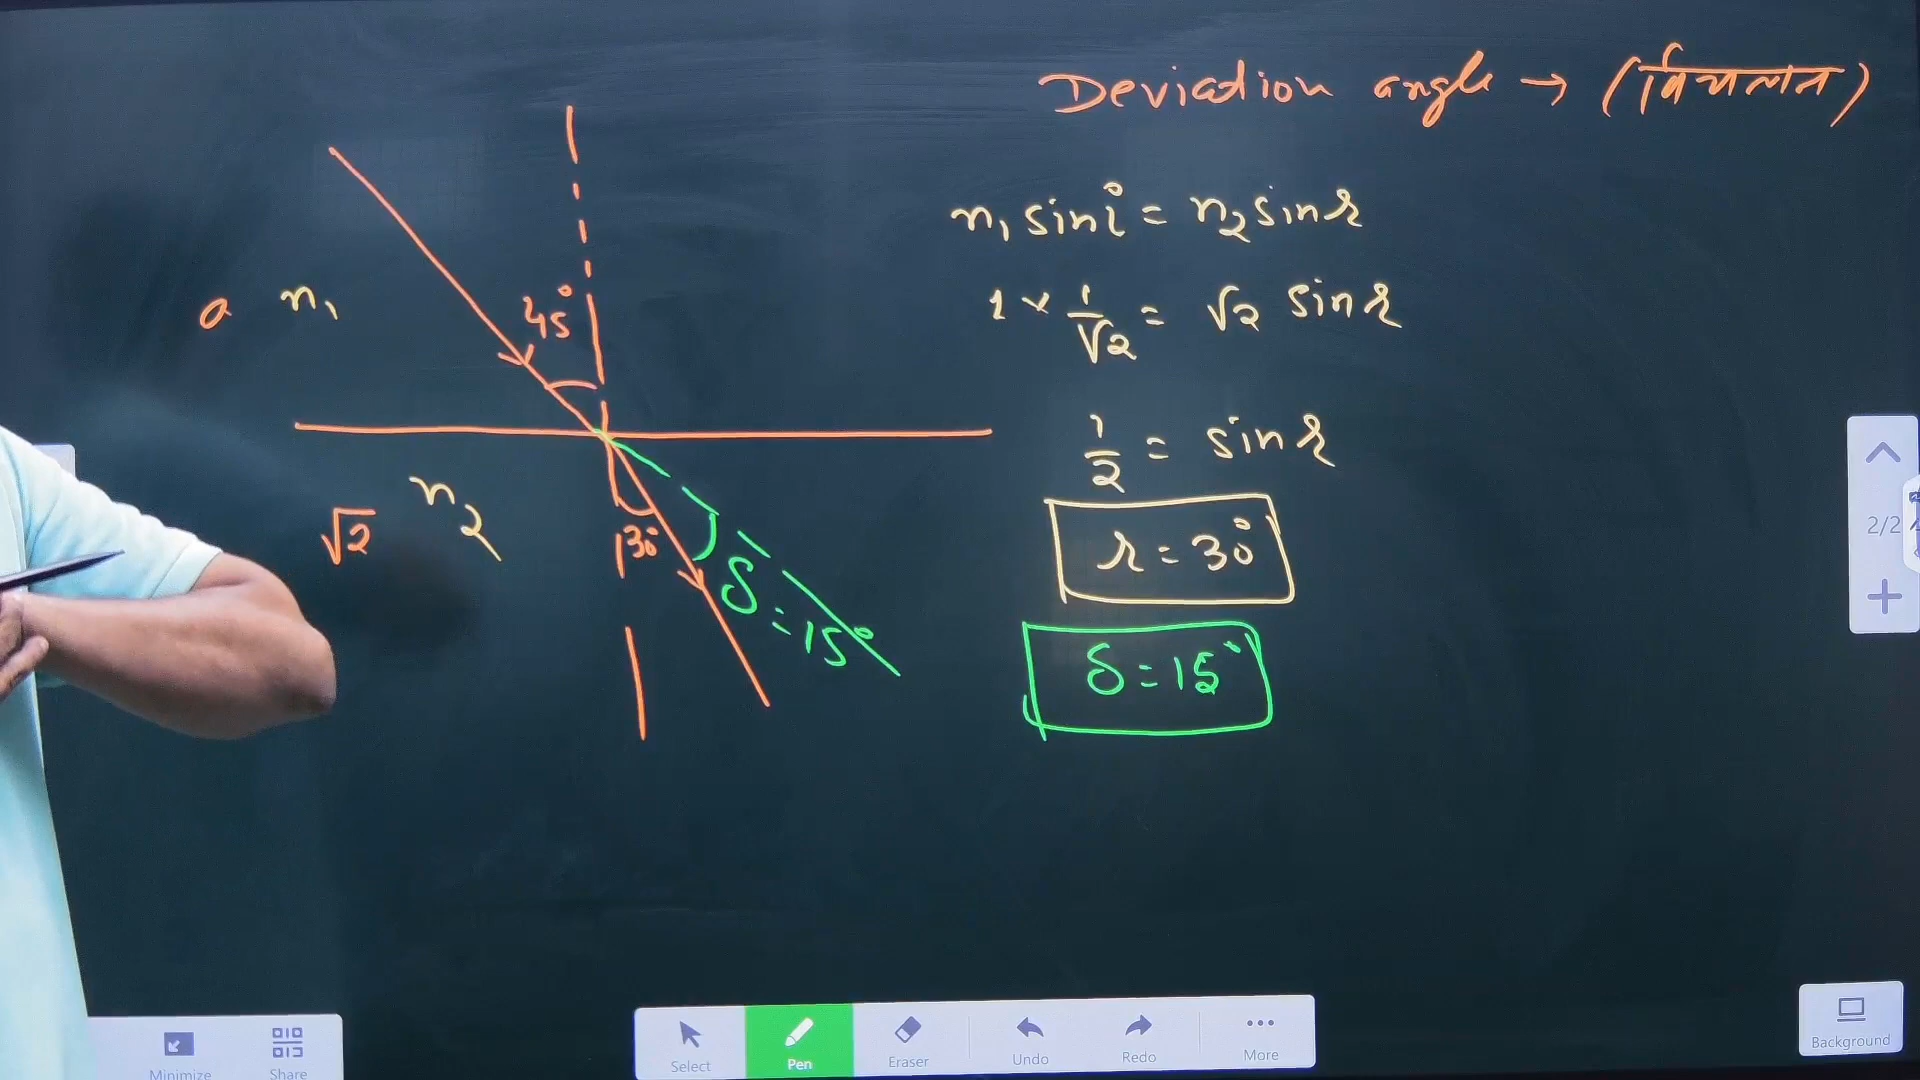 Deviation angle → (विचलन)
n₁ sin i = n₂ sin r
1 × 1/√2 = √2 sin r
1/2 = sin r
r = 30°
δ = 15°
45°
a n₁
n₂
√2
30°
δ = 15°
2/2
Minimize
Share
Select
Pen
Eraser
Undo
Redo
More
Background